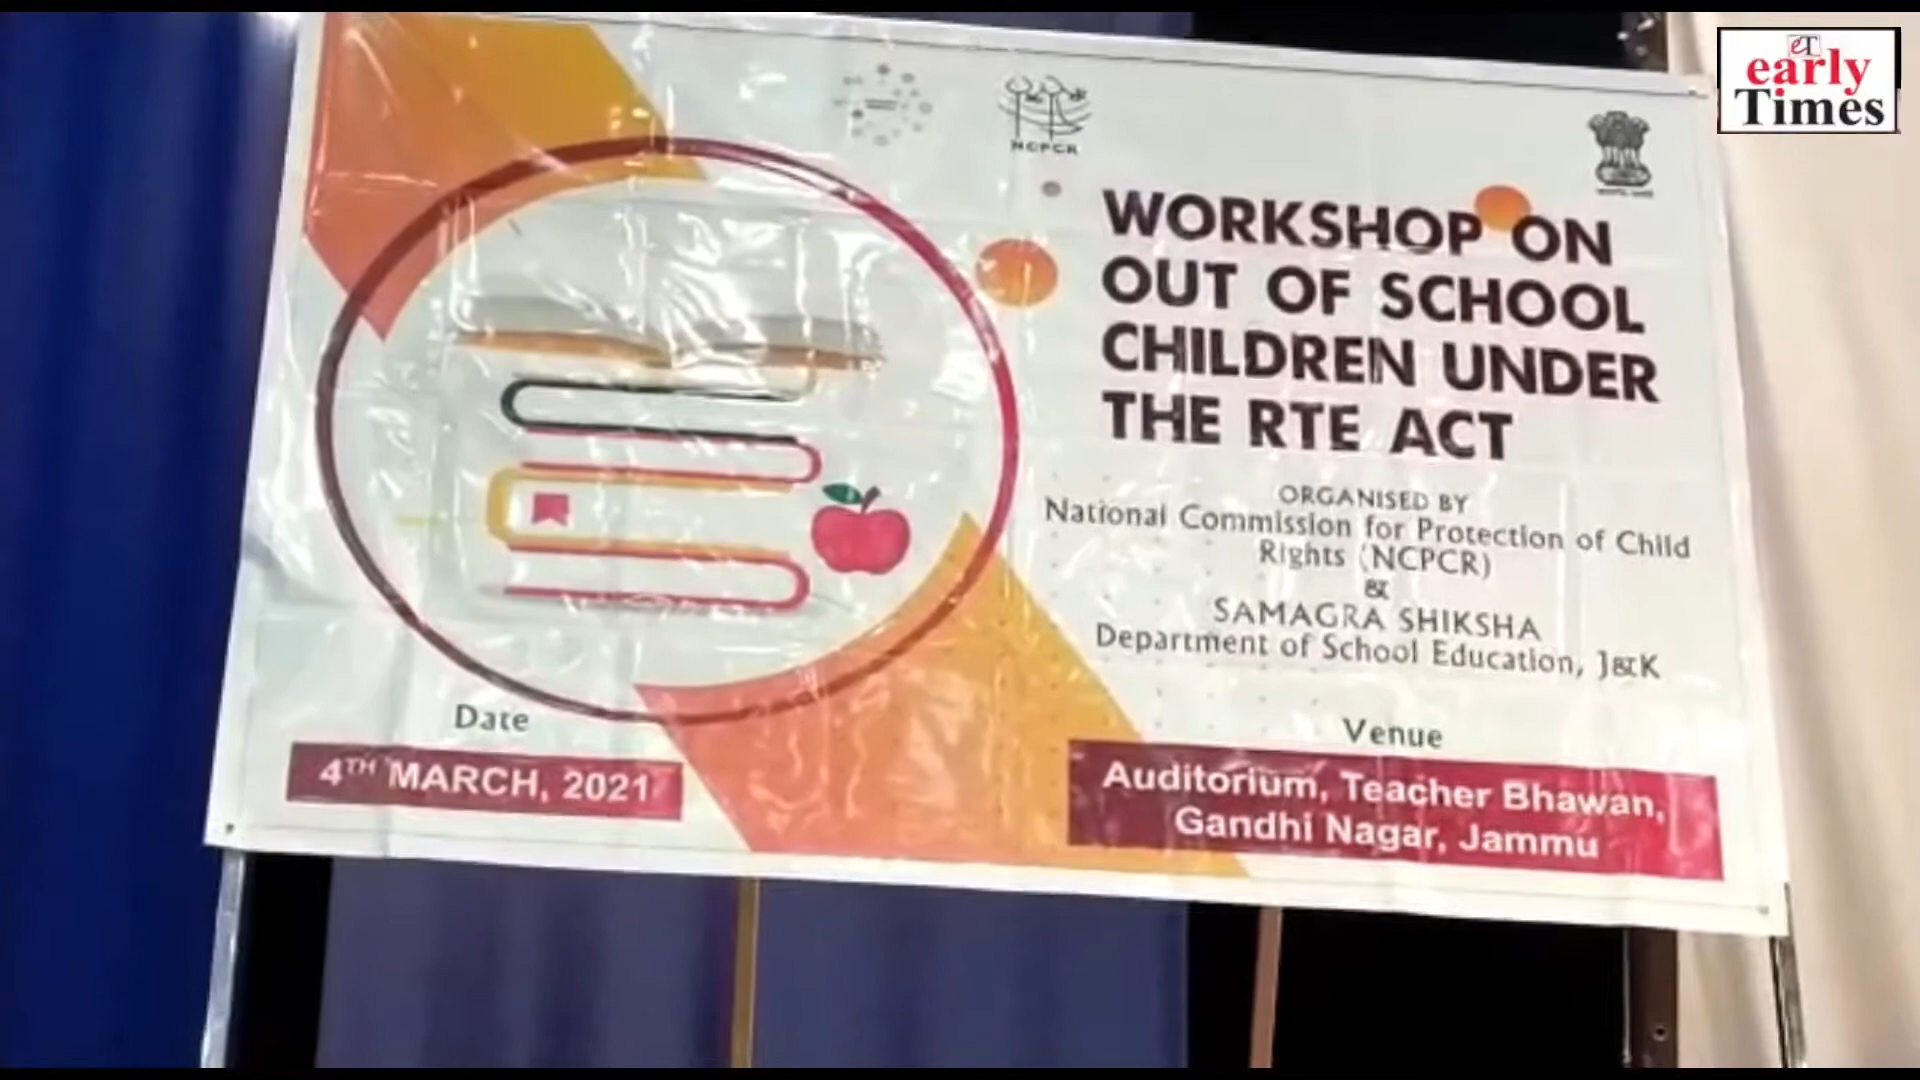 eT
early
Times
NCPCR
WORKSHOP ON
OUT OF SCHOOL
CHILDREN UNDER
THE RTE ACT
ORGANISED BY
National Commission for Protection of Child
Rights (NCPCR)
&
SAMAGRA SHIKSHA
Department of School Education, J&K
Date
4TH MARCH, 2021
Venue
Auditorium, Teacher Bhawan,
Gandhi Nagar, Jammu